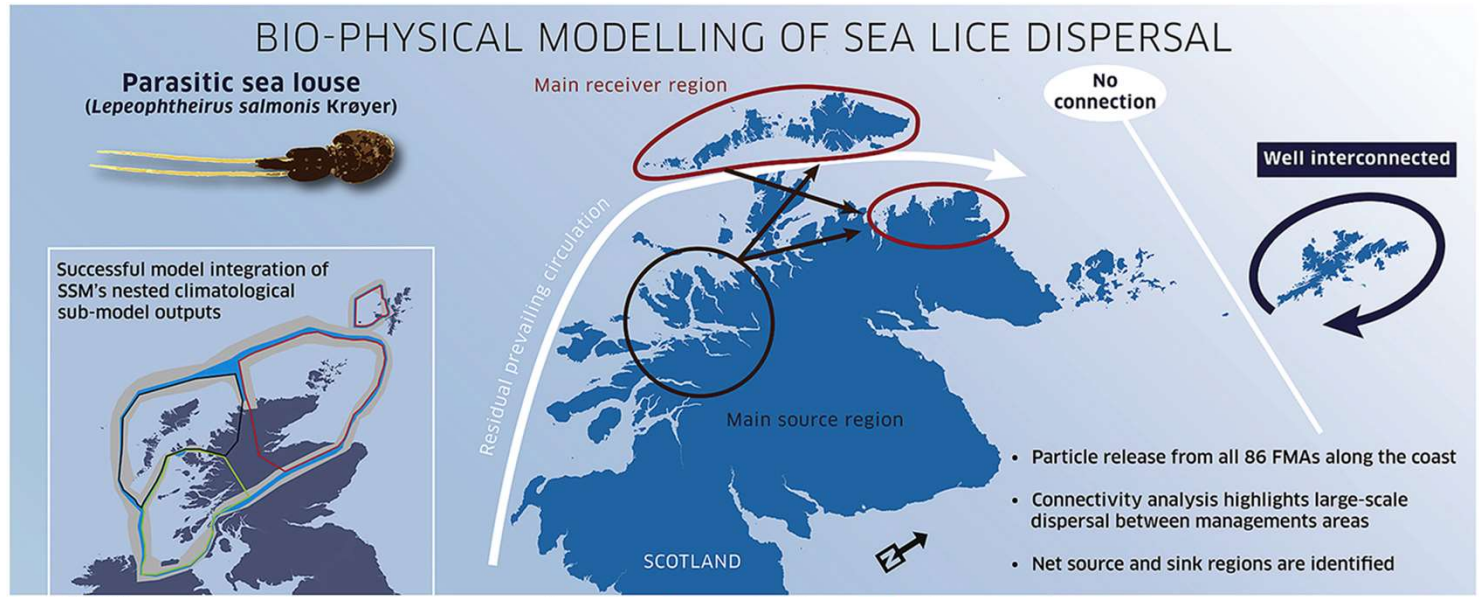 BIO-PHYSICAL MODELLING OF SEA LICE DISPERSAL
Parasitic sea louse
(Lepeophtheirus salmonis Krøyer)
Main receiver region
No
connection
Well interconnected
Residual prevailing circulation
Successful model integration of
SSM's nested climatological
sub-model outputs
Main source region
SCOTLAND
N
• Particle release from all 86 FMAs along the coast
• Connectivity analysis highlights large-scale
dispersal between managements areas
• Net source and sink regions are identified